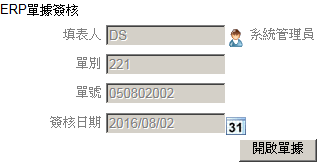 ERP單據簽核
填表人 DS 系統管理員
單別 221
單號 050802002
簽核日期 2016/08/02 31
開啟單據